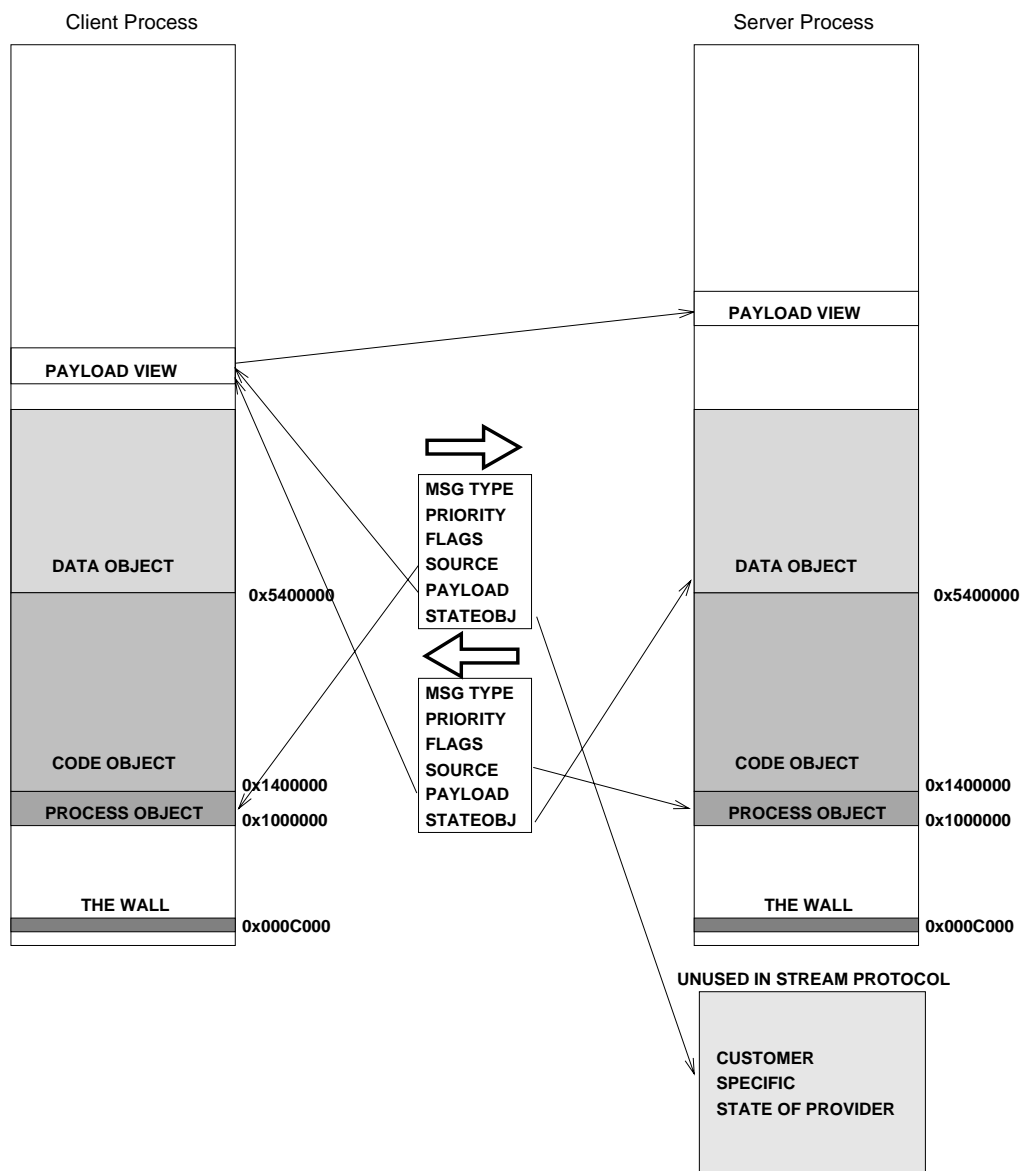 Client Process
Server Process
PAYLOAD VIEW
PAYLOAD VIEW
MSG TYPE
PRIORITY
FLAGS
SOURCE
PAYLOAD
STATEOBJ
DATA OBJECT
0x5400000
DATA OBJECT
0x5400000
MSG TYPE
PRIORITY
FLAGS
SOURCE
PAYLOAD
STATEOBJ
CODE OBJECT
0x1400000
CODE OBJECT
0x1400000
PROCESS OBJECT
0x1000000
PROCESS OBJECT
0x1000000
THE WALL
0x000C000
THE WALL
0x000C000
UNUSED IN STREAM PROTOCOL
CUSTOMER
SPECIFIC
STATE OF PROVIDER